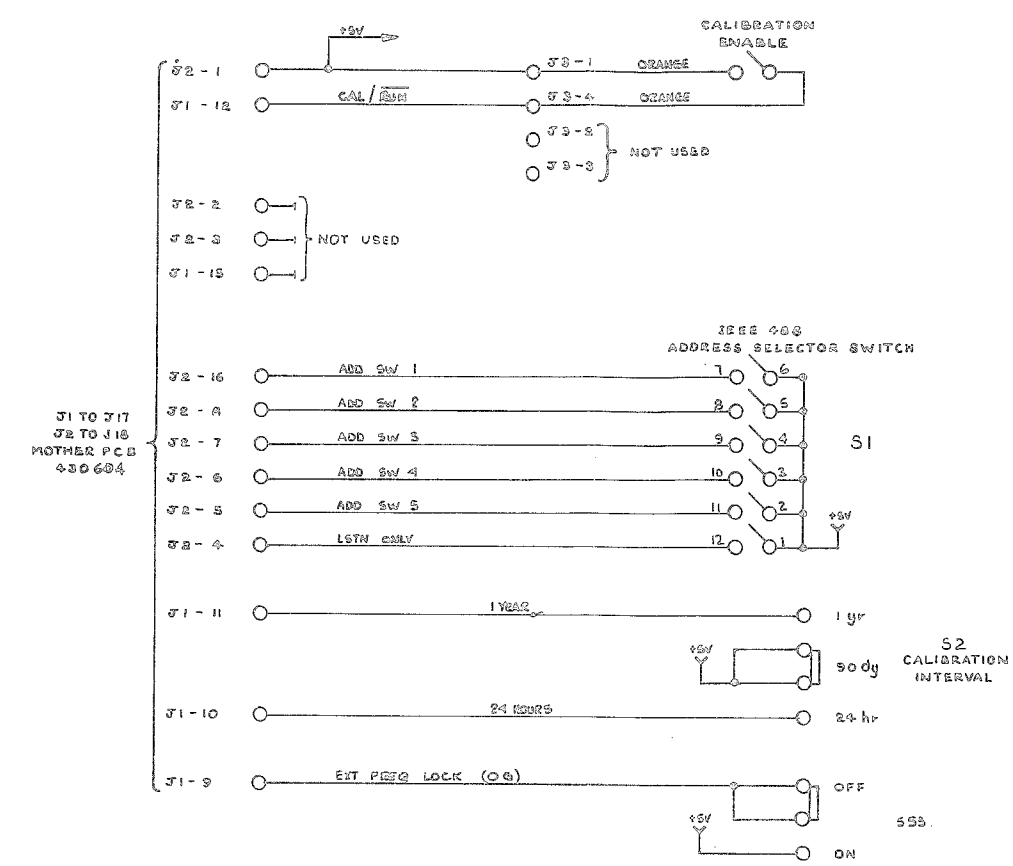 +5V
CALIBRATION
ENABLE
J2 - 1
J3 - 1
ORANGE
J1 - 12
CAL / RUN
J3 - 4
ORANGE
J3 - 2
J3 - 3
NOT USED
J2 - 2
J2 - 3
J1 - 15
NOT USED
IEEE 488
ADDRESS SELECTOR SWITCH
J2 - 16
ADD SW 1
7
6
J2 - 8
ADD SW 2
8
5
J2 - 7
ADD SW 3
9
4
S1
J1 TO J17
J2 TO J18
MOTHER PCB
430604
J2 - 6
ADD SW 4
10
3
J2 - 5
ADD SW 5
11
2
+5V
J2 - 4
LSTN ONLY
12
1
J1 - 11
1 YEAR
1 yr
+5V
90 dy
S2
CALIBRATION
INTERVAL
J1 - 10
24 HOURS
24 hr
J1 - 9
EXT FREQ LOCK
OFF
+5V
ON